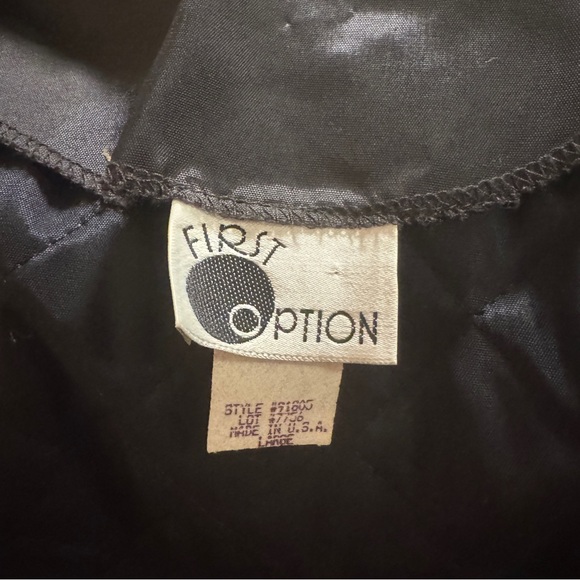 FIRST
OPTION
STYLE
LOT
MADE IN U.S.A.
LARGE